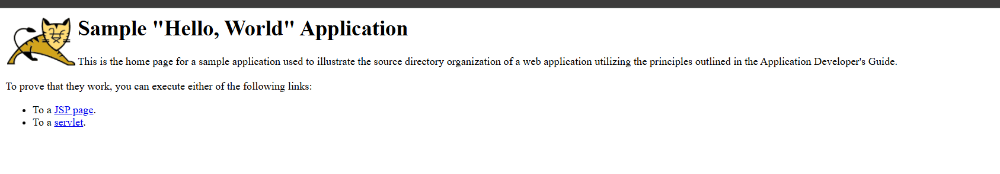 Sample "Hello, World" Application
This is the home page for a sample application used to illustrate the source directory organization of a web application utilizing the principles outlined in the Application Developer's Guide.
To prove that they work, you can execute either of the following links:
• To a JSP page.
• To a servlet.